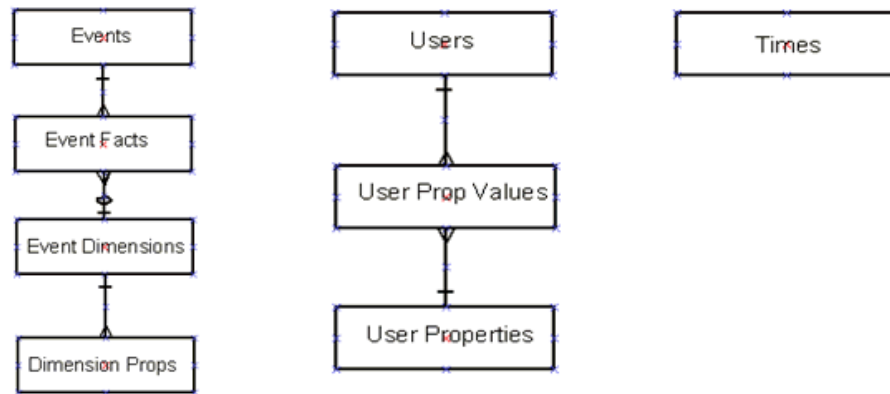 Events
Event Facts
Event Dimensions
Dimension Props
Users
User Prop Values
User Properties
Times